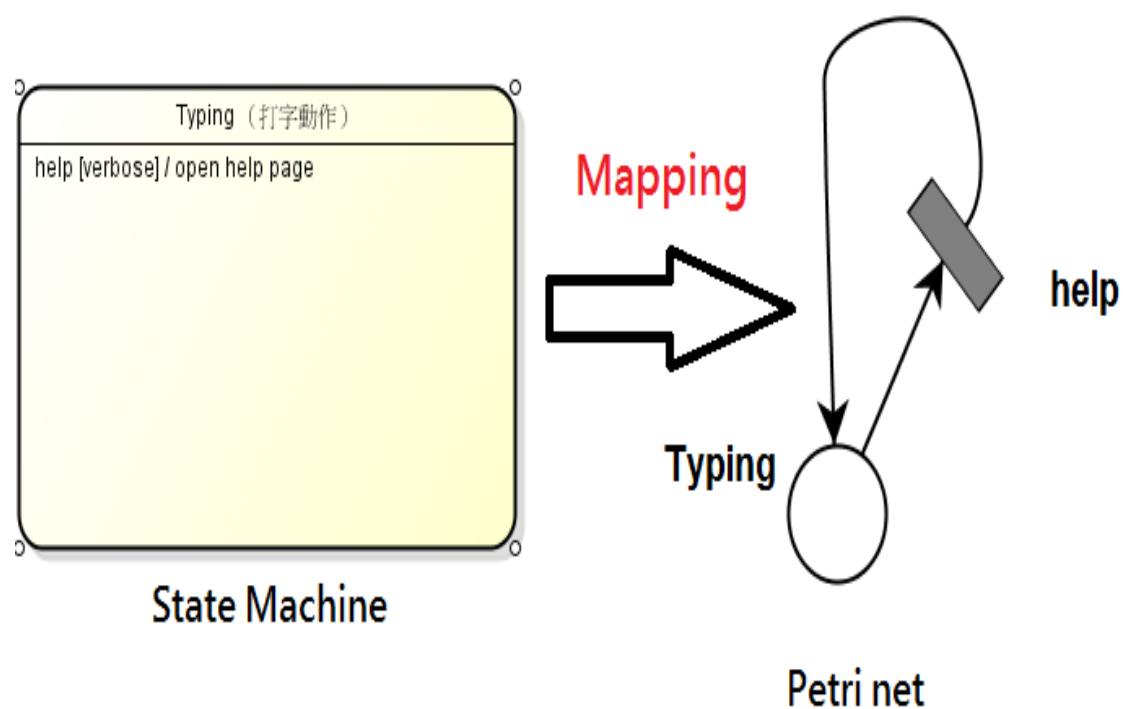 Typing（打字動作）
help [verbose] / open help page
Mapping
help
Typing
State Machine
Petri net